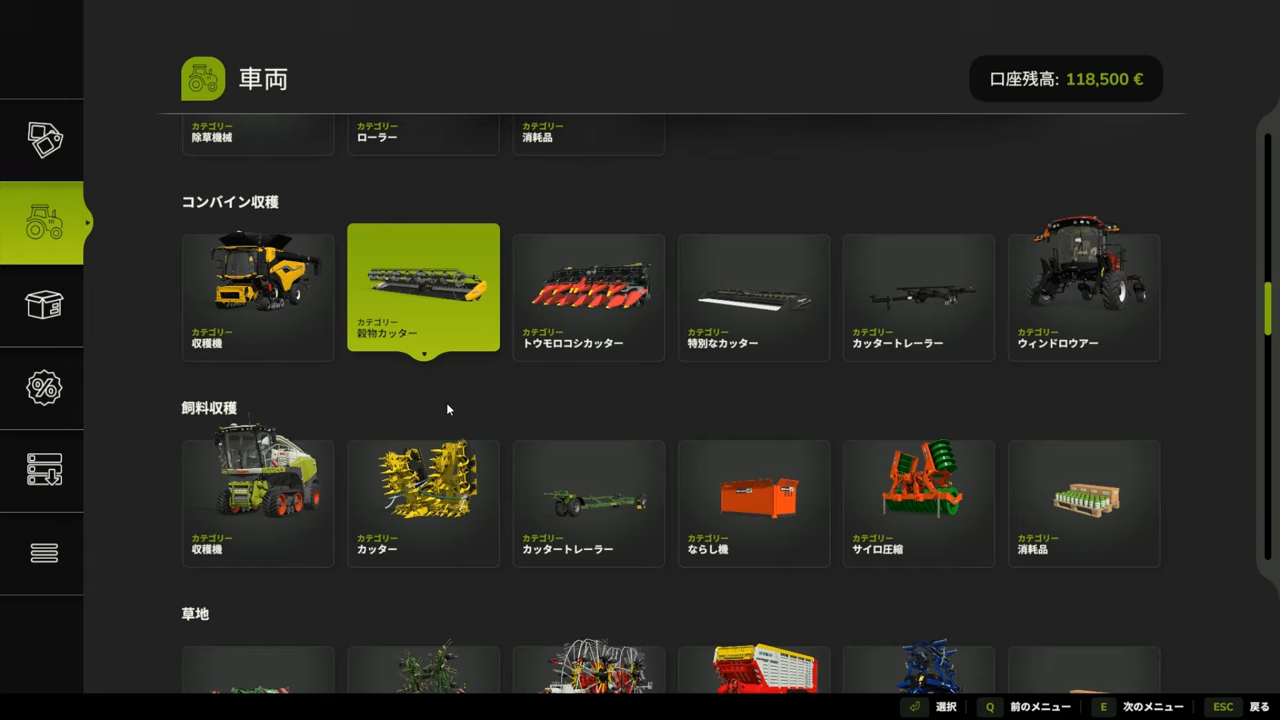 車両
口座残高: 118,500 €
カテゴリー
除草機械
カテゴリー
ローラー
カテゴリー
消耗品
コンバイン収穫
カテゴリー
収穫機
カテゴリー
穀物カッター
カテゴリー
トウモロコシカッター
カテゴリー
特別なカッター
カテゴリー
カッタートレーラー
カテゴリー
ウィンドロウアー
飼料収穫
カテゴリー
収穫機
カテゴリー
カッター
カテゴリー
カッタートレーラー
カテゴリー
ならし機
カテゴリー
サイロ圧縮
カテゴリー
消耗品
草地
選択
Q 前のメニュー
E 次のメニュー
ESC 戻る